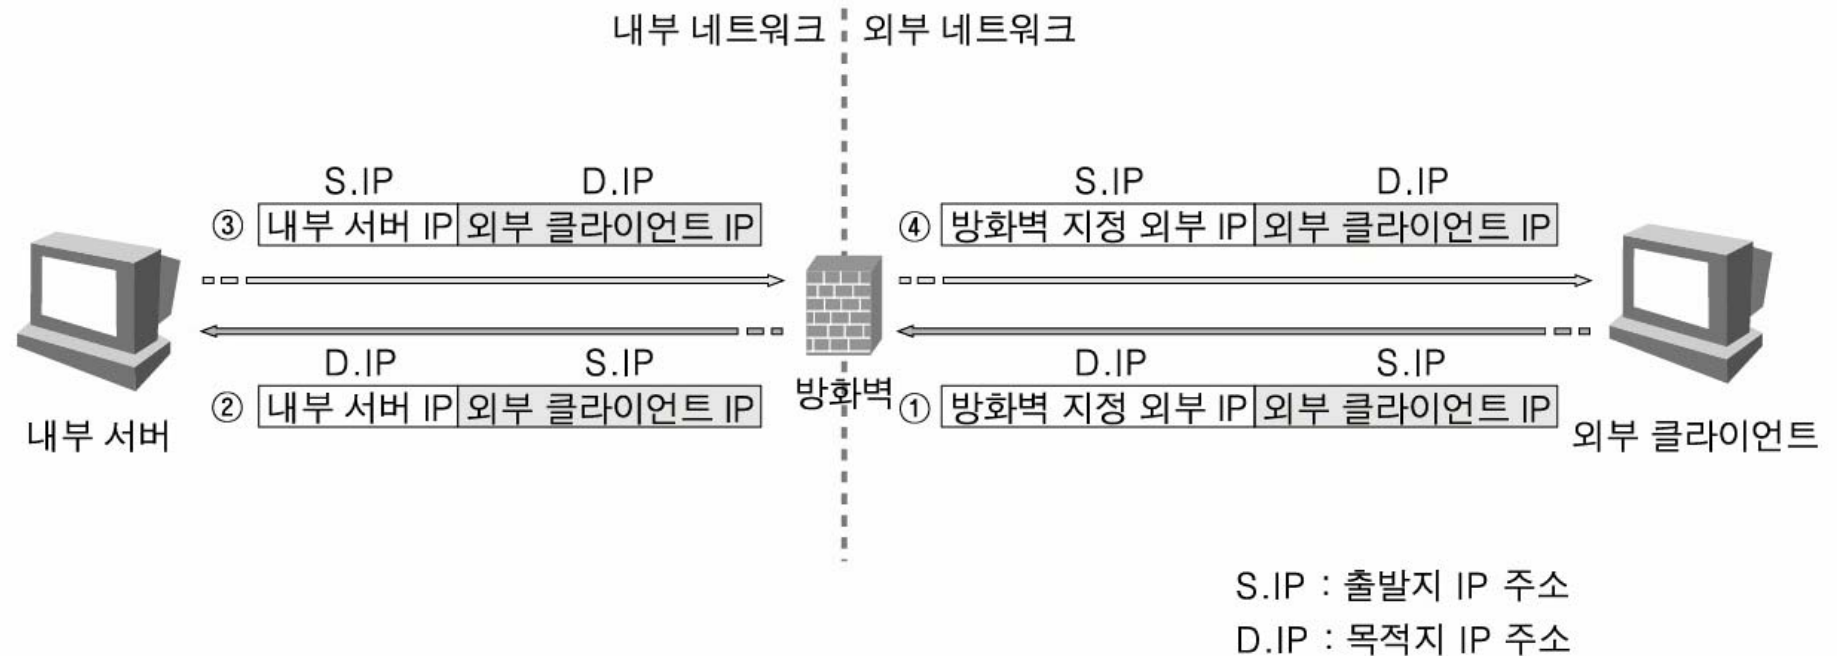 내부 네트워크 외부 네트워크
S.IP D.IP S.IP D.IP
③ 내부 서버 IP 외부 클라이언트 IP ④ 방화벽 지정 외부 IP 외부 클라이언트 IP
D.IP S.IP D.IP S.IP
② 내부 서버 IP 외부 클라이언트 IP 방화벽 ① 방화벽 지정 외부 IP 외부 클라이언트 IP
내부 서버 외부 클라이언트
S.IP : 출발지 IP 주소
D.IP : 목적지 IP 주소